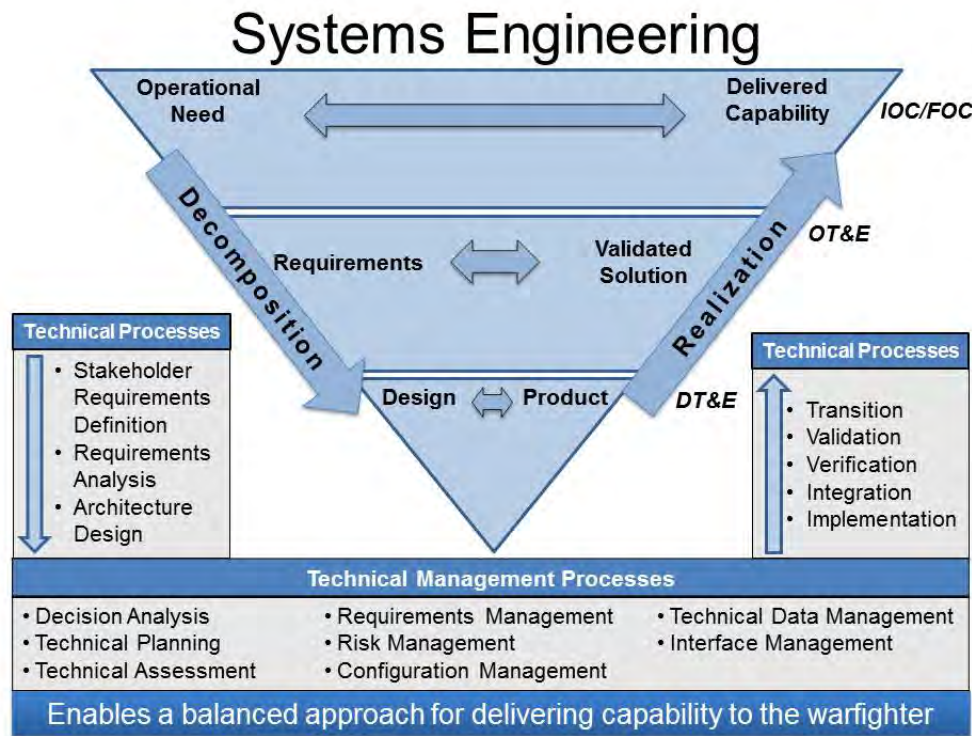 Systems Engineering
Operational
Need
Delivered
Capability
IOC/FOC
Decomposition
Realization
OT&E
Requirements
Validated
Solution
Design
Product
DT&E
Technical Processes
• Stakeholder
Requirements
Definition
• Requirements
Analysis
• Architecture
Design
Technical Processes
• Transition
• Validation
• Verification
• Integration
• Implementation
Technical Management Processes
• Decision Analysis
• Technical Planning
• Technical Assessment
• Requirements Management
• Risk Management
• Configuration Management
• Technical Data Management
• Interface Management
Enables a balanced approach for delivering capability to the warfighter